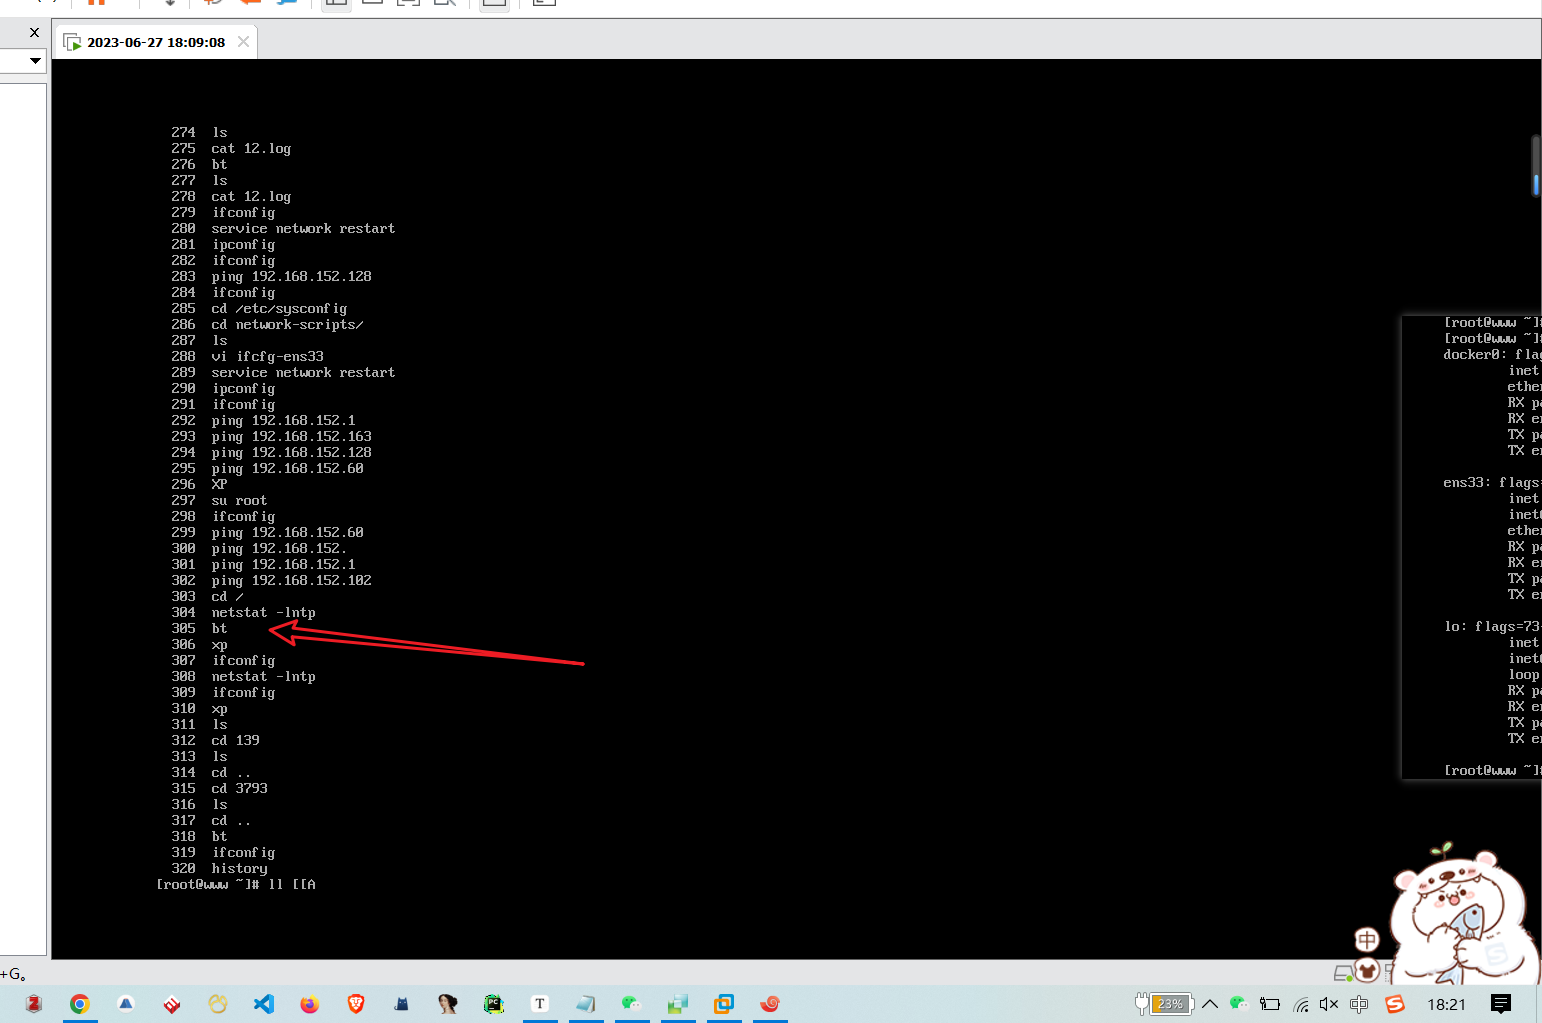 2023-06-27 18:09:08
274 ls
275 cat 12.log
276 bt
277 ls
278 cat 12.log
279 ifconfig
280 service network restart
281 ipconfig
282 ifconfig
283 ping 192.168.152.128
284 ifconfig
285 cd /etc/sysconfig
286 cd network-scripts/
287 ls
288 vi ifcfg-ens33
289 service network restart
290 ipconfig
291 ifconfig
292 ping 192.168.152.1
293 ping 192.168.152.163
294 ping 192.168.152.128
295 ping 192.168.152.60
296 XP
297 su root
298 ifconfig
299 ping 192.168.152.60
300 ping 192.168.152.
301 ping 192.168.152.1
302 ping 192.168.152.102
303 cd /
304 netstat -lntp
305 bt
306 xp
307 ifconfig
308 netstat -lntp
309 ifconfig
310 xp
311 ls
312 cd 139
313 ls
314 cd ..
315 cd 3793
316 ls
317 cd ..
318 bt
319 ifconfig
320 history
[root@www ~]# ll [[A
[root@www ~]
[root@www ~]
docker0:
inet
RX
RX
TX
TX
ens33: flags=
inet
RX
RX
TX
TX
lo: flags=73
inet
loop
RX
RX
TX
TX
[root@www ~]
中
+G。
23%
中
18:21